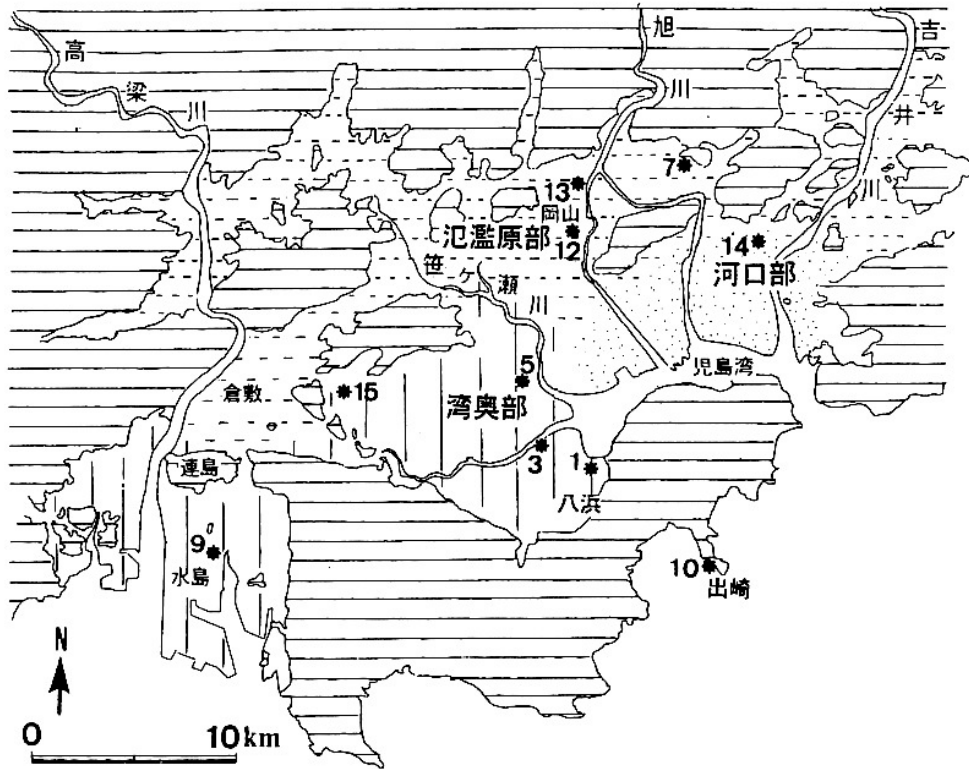 高梁川
旭川
吉井川
7
13
岡山
12
氾濫原部
14
河口部
笹ヶ瀬川
5
児島湾
倉敷
15
湾奥部
連島
3
1
八浜
9
水島
10
出崎
N
0 10km